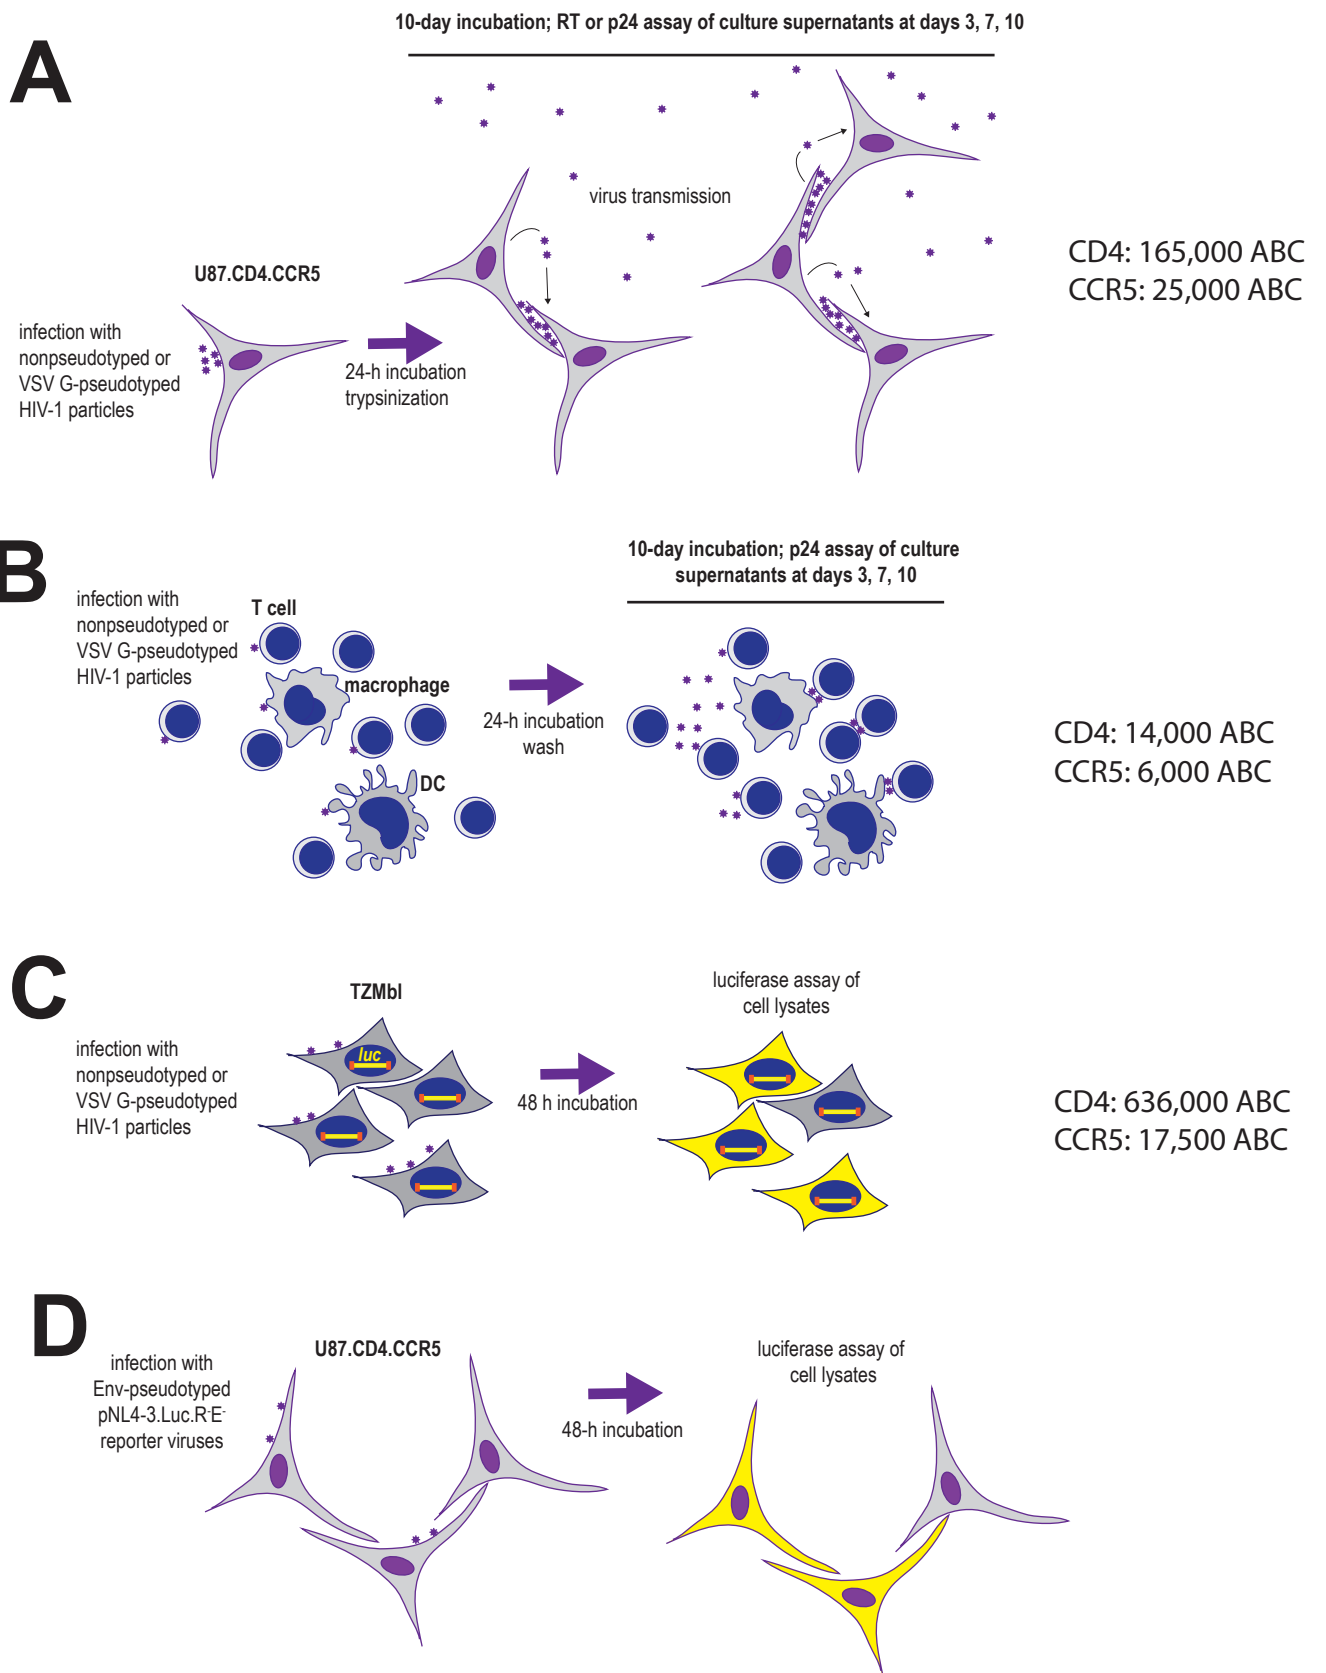 A
10-day incubation; RT or p24 assay of culture supernatants at days 3, 7, 10
virus transmission
U87.CD4.CCR5
infection with
nonpseudotyped or
VSV G-pseudotyped
HIV-1 particles
24-h incubation
trypsinization
CD4: 165,000 ABC
CCR5: 25,000 ABC
B
10-day incubation; p24 assay of culture
supernatants at days 3, 7, 10
infection with
nonpseudotyped or
VSV G-pseudotyped
HIV-1 particles
T cell
macrophage
DC
24-h incubation
wash
CD4: 14,000 ABC
CCR5: 6,000 ABC
C
TZMbl
luciferase assay of
cell lysates
infection with
nonpseudotyped or
VSV G-pseudotyped
HIV-1 particles
luc
48 h incubation
CD4: 636,000 ABC
CCR5: 17,500 ABC
D
U87.CD4.CCR5
luciferase assay of
cell lysates
infection with
Env-pseudotyped
pNL4-3.Luc.R⁻E⁻
reporter viruses
48-h incubation